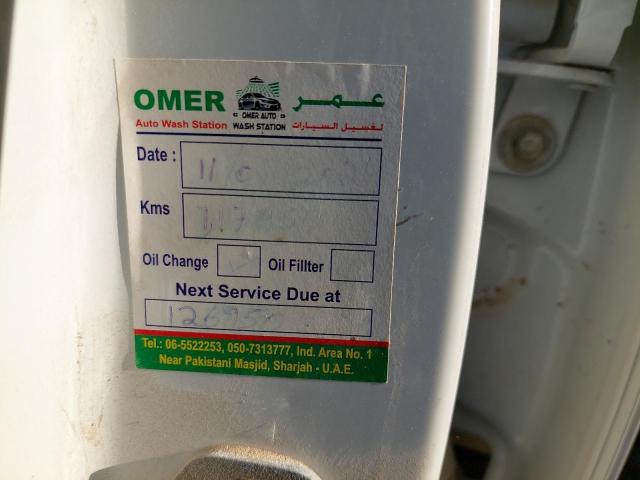 OMER
OMER AUTO
WASH STATION
عمر
Auto Wash Station
لغسيل السيارات
Date :
Kms
Oil Change
Oil Fillter
Next Service Due at
Tel.: 06-5522253, 050-7313777, Ind. Area No. 1
Near Pakistani Masjid, Sharjah - U.A.E.